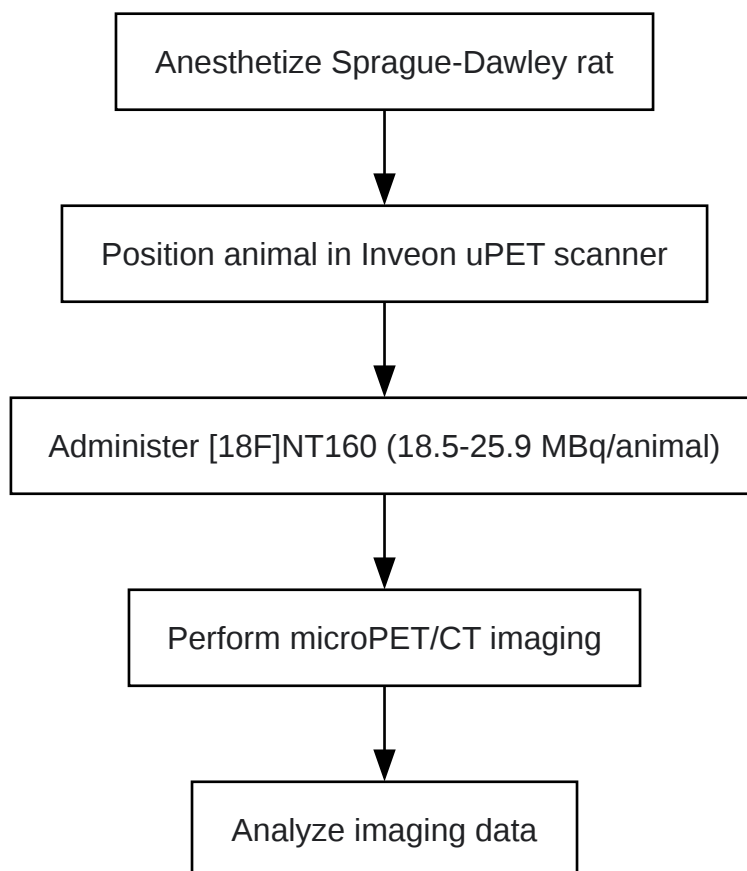 Anesthetize Sprague-Dawley rat
Position animal in Inveon uPET scanner
Administer [18F]NT160 (18.5-25.9 MBq/animal)
Perform microPET/CT imaging
Analyze imaging data